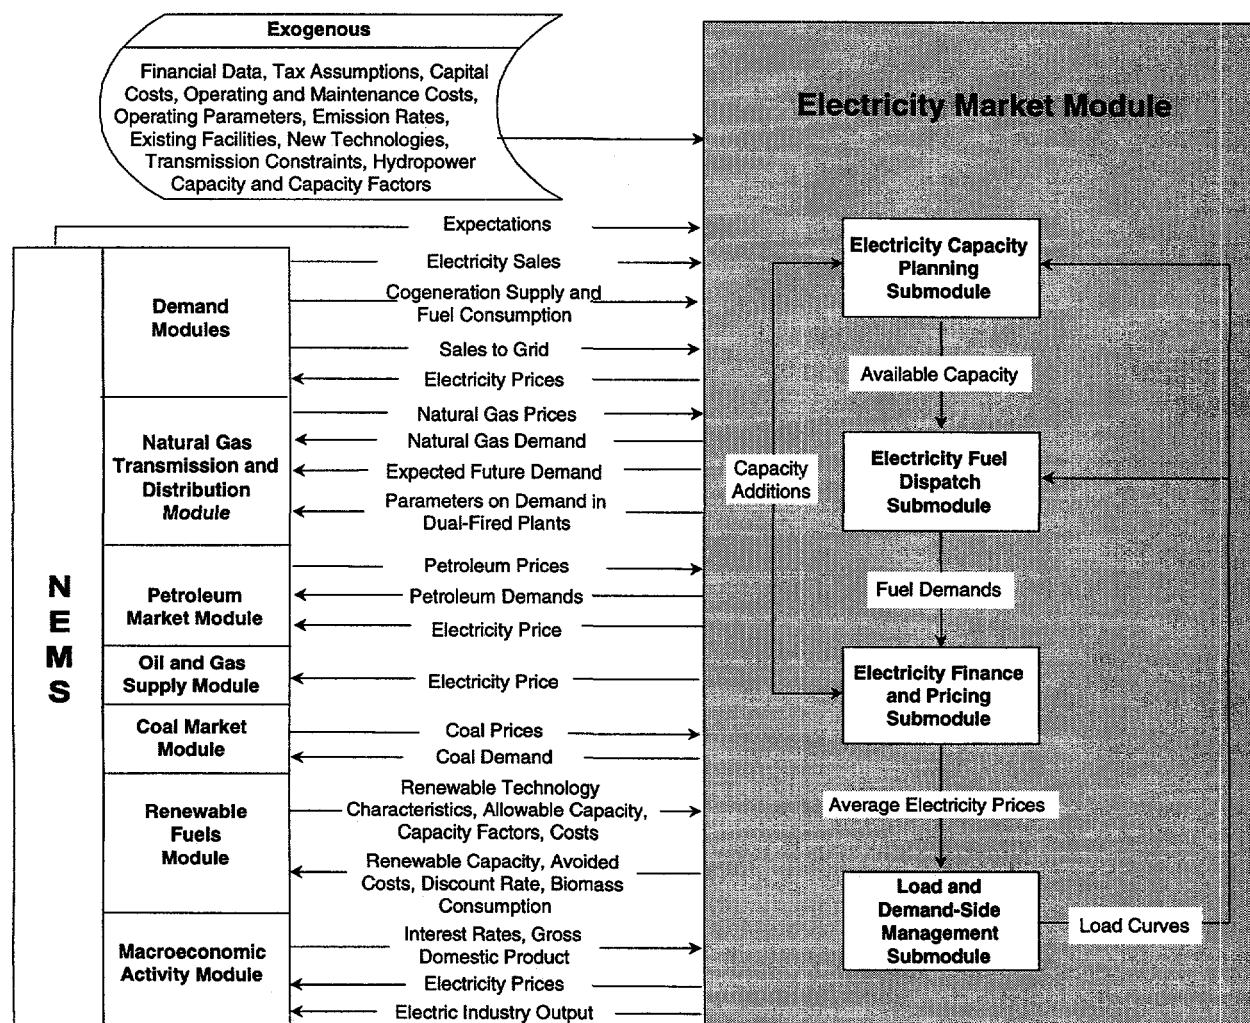 Exogenous
Financial Data, Tax Assumptions, Capital
Costs, Operating and Maintenance Costs,
Operating Parameters, Emission Rates,
Existing Facilities, New Technologies,
Transmission Constraints, Hydropower
Capacity and Capacity Factors
Electricity Market Module
NEMS
Demand
Modules
Natural Gas
Transmission and
Distribution
Module
Petroleum
Market Module
Oil and Gas
Supply Module
Coal Market
Module
Renewable
Fuels
Module
Macroeconomic
Activity Module
Expectations
Electricity Sales
Cogeneration Supply and
Fuel Consumption
Sales to Grid
Electricity Prices
Natural Gas Prices
Natural Gas Demand
Expected Future Demand
Parameters on Demand in
Dual-Fired Plants
Petroleum Prices
Petroleum Demands
Electricity Price
Electricity Price
Coal Prices
Coal Demand
Renewable Technology
Characteristics, Allowable Capacity,
Capacity Factors, Costs
Renewable Capacity, Avoided
Costs, Discount Rate, Biomass
Consumption
Interest Rates, Gross
Domestic Product
Electricity Prices
Electric Industry Output
Electricity Capacity
Planning
Submodule
Available Capacity
Electricity Fuel
Dispatch
Submodule
Capacity
Additions
Fuel Demands
Electricity Finance
and Pricing
Submodule
Average Electricity Prices
Load and
Demand-Side
Management
Submodule
Load Curves